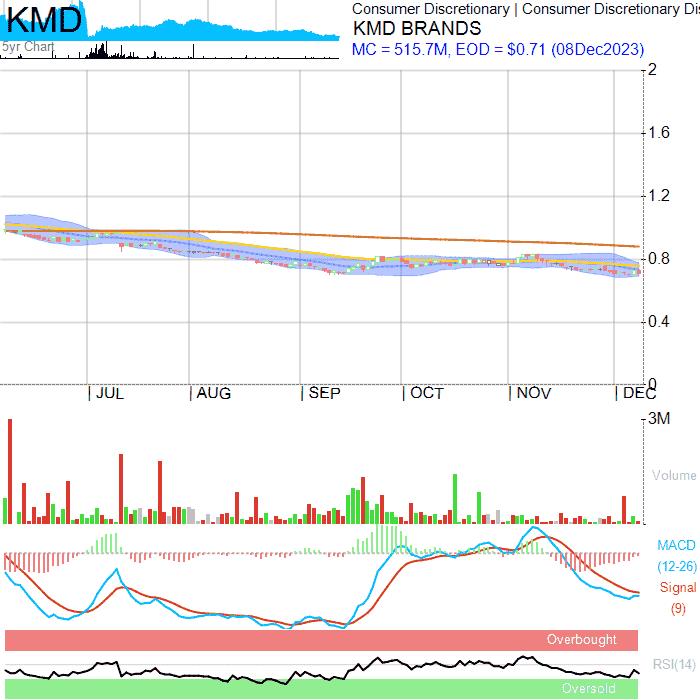 KMD
5yr Chart
Consumer Discretionary | Consumer Discretionary Dis
KMD BRANDS
MC = 515.7M, EOD = $0.71 (08Dec2023)
2
1.6
1.2
0.8
0.4
0
| JUL | AUG | SEP | OCT | NOV | DEC
3M
Volume
MACD
(12-26)
Signal
(9)
Overbought
RSI(14)
Oversold